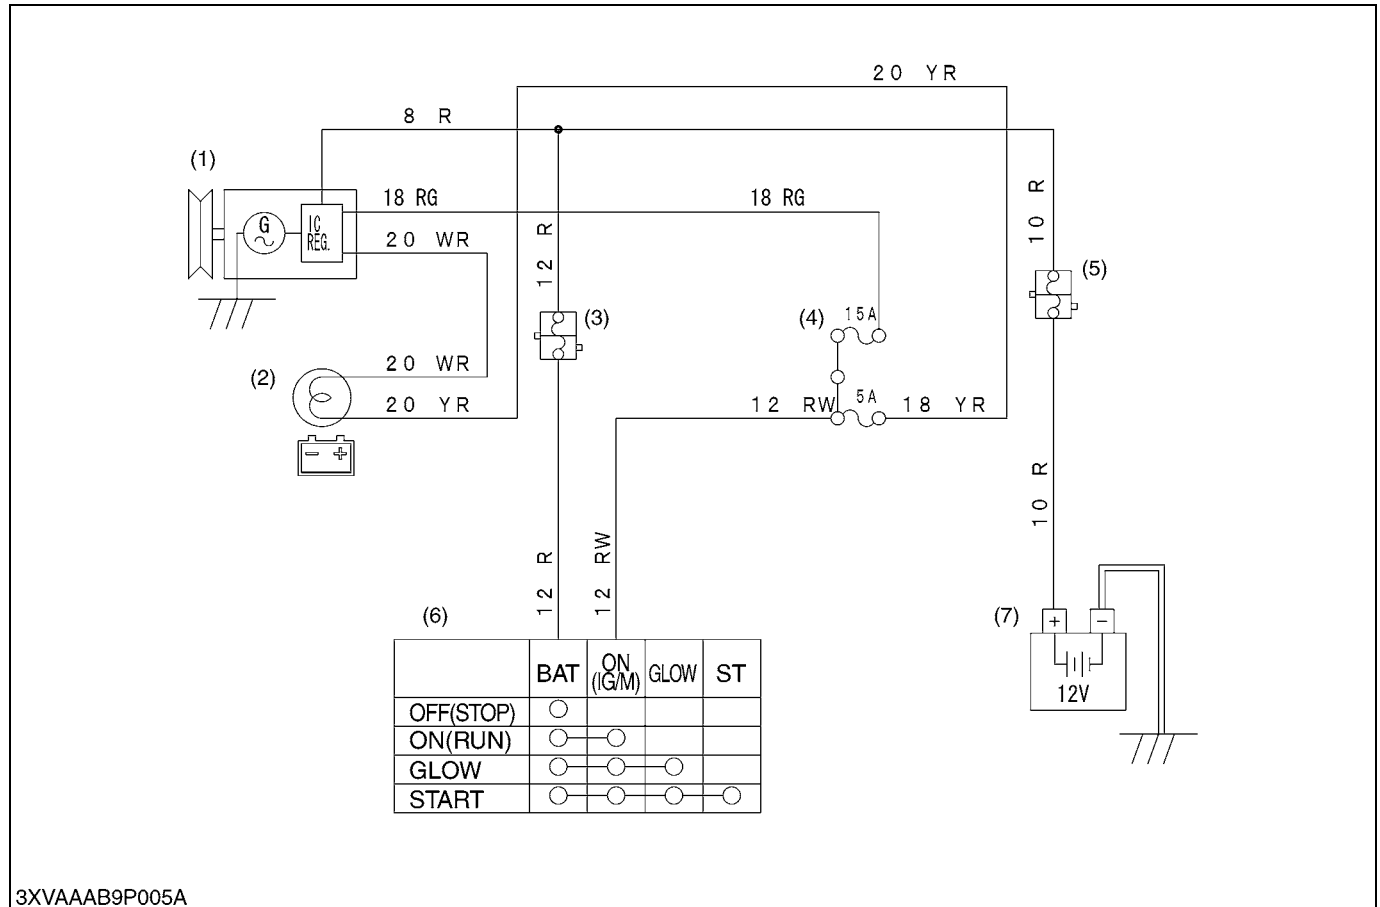 20 YR
8 R
(1)
18 RG
18 RG
10 R
G
IC
REG.
20 WR
12 R
(5)
(3)
(4)
15A
20 WR
(2)
20 YR
12 RW
5A
18 YR
- +
10 R
12 R
12 RW
(6)
(7)
+ -
BAT
ON
(IG/M)
GLOW
ST
12V
OFF(STOP)
ON(RUN)
GLOW
START
3XVAAAB9P005A